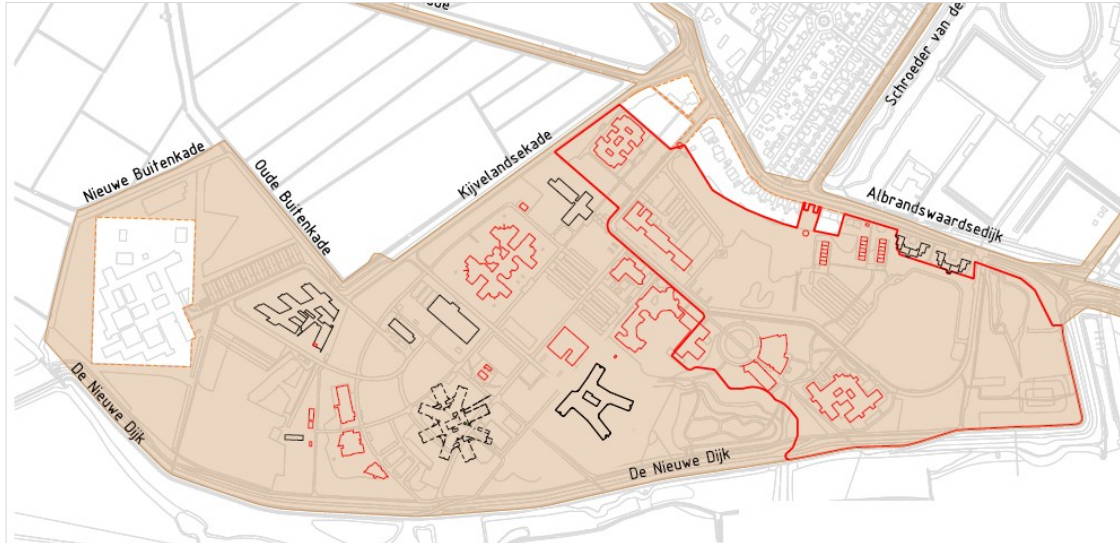 Schroeder van de
Kijvelandsekade
Nieuwe Buitenkade
Oude Buitenkade
Albrandswaardsedijk
De Nieuwe Dijk
De Nieuwe Dijk